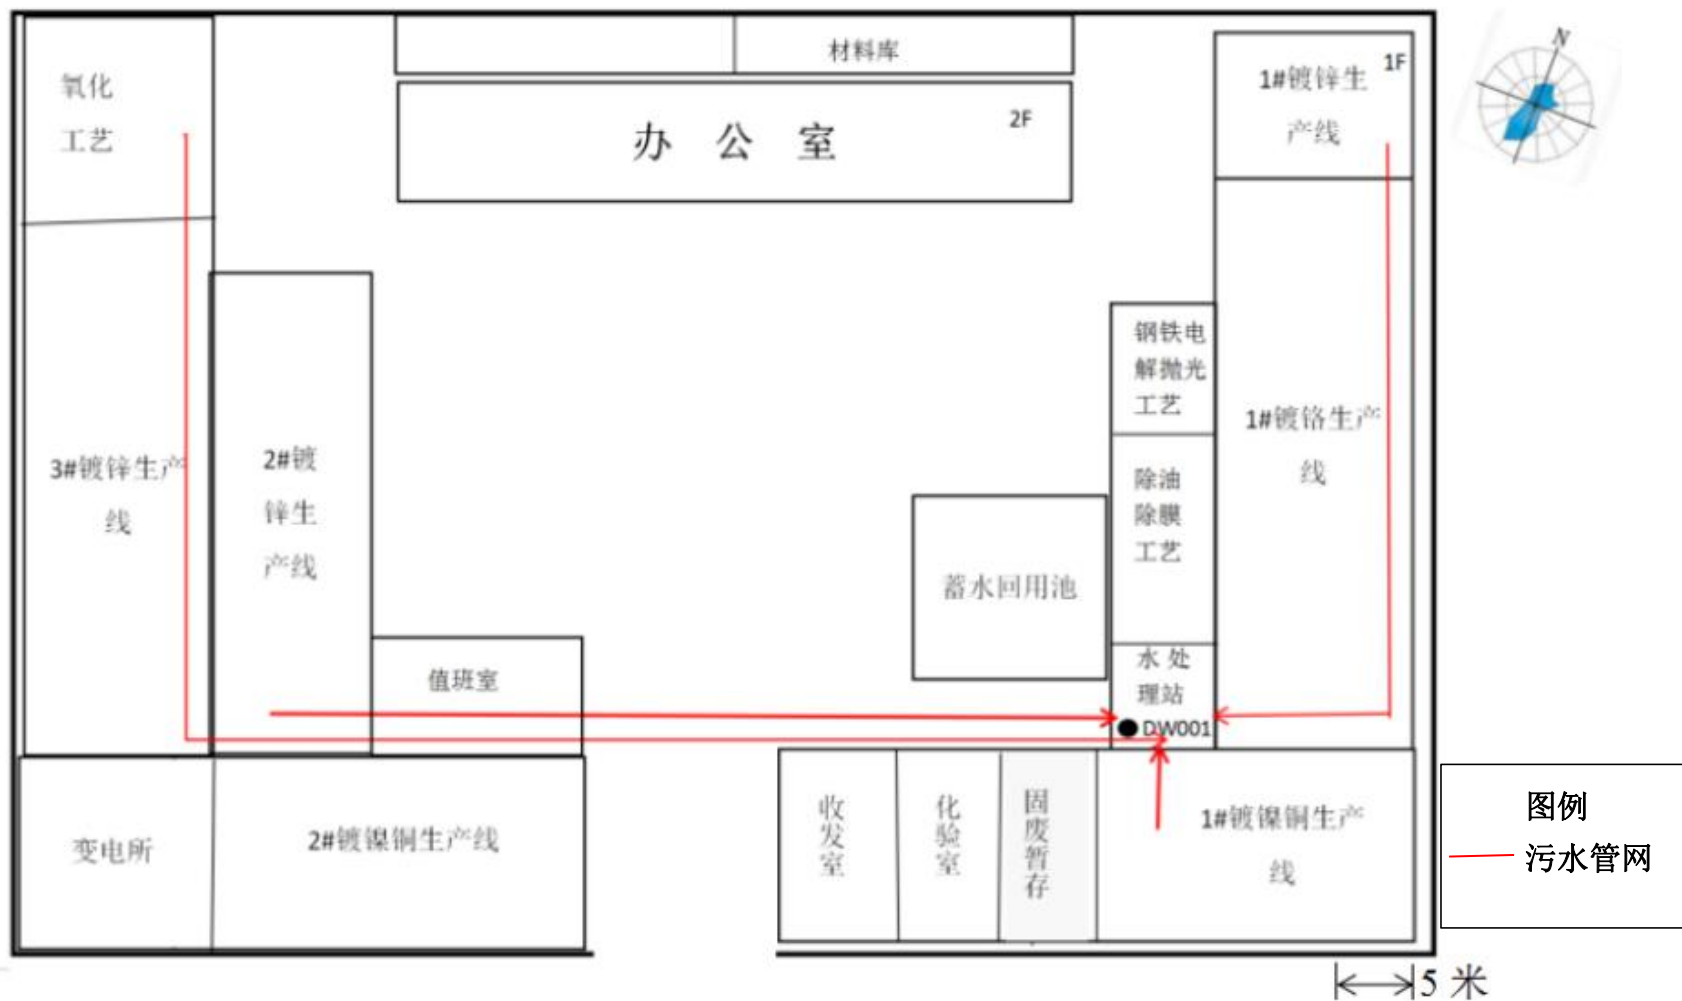 氧化
工艺
材料库
办公室
2F
1#镀锌生
产线
1F
N
钢铁电
解抛光
工艺
1#镀铬生产
线
3#镀锌生产
线
2#镀
锌生
产线
除油
除膜
工艺
蓄水回用池
值班室
水处
理站
DW001
变电所
2#镀镍铜生产线
收发室
化验室
固废暂存
1#镀镍铜生产
线
图例
污水管网
5米